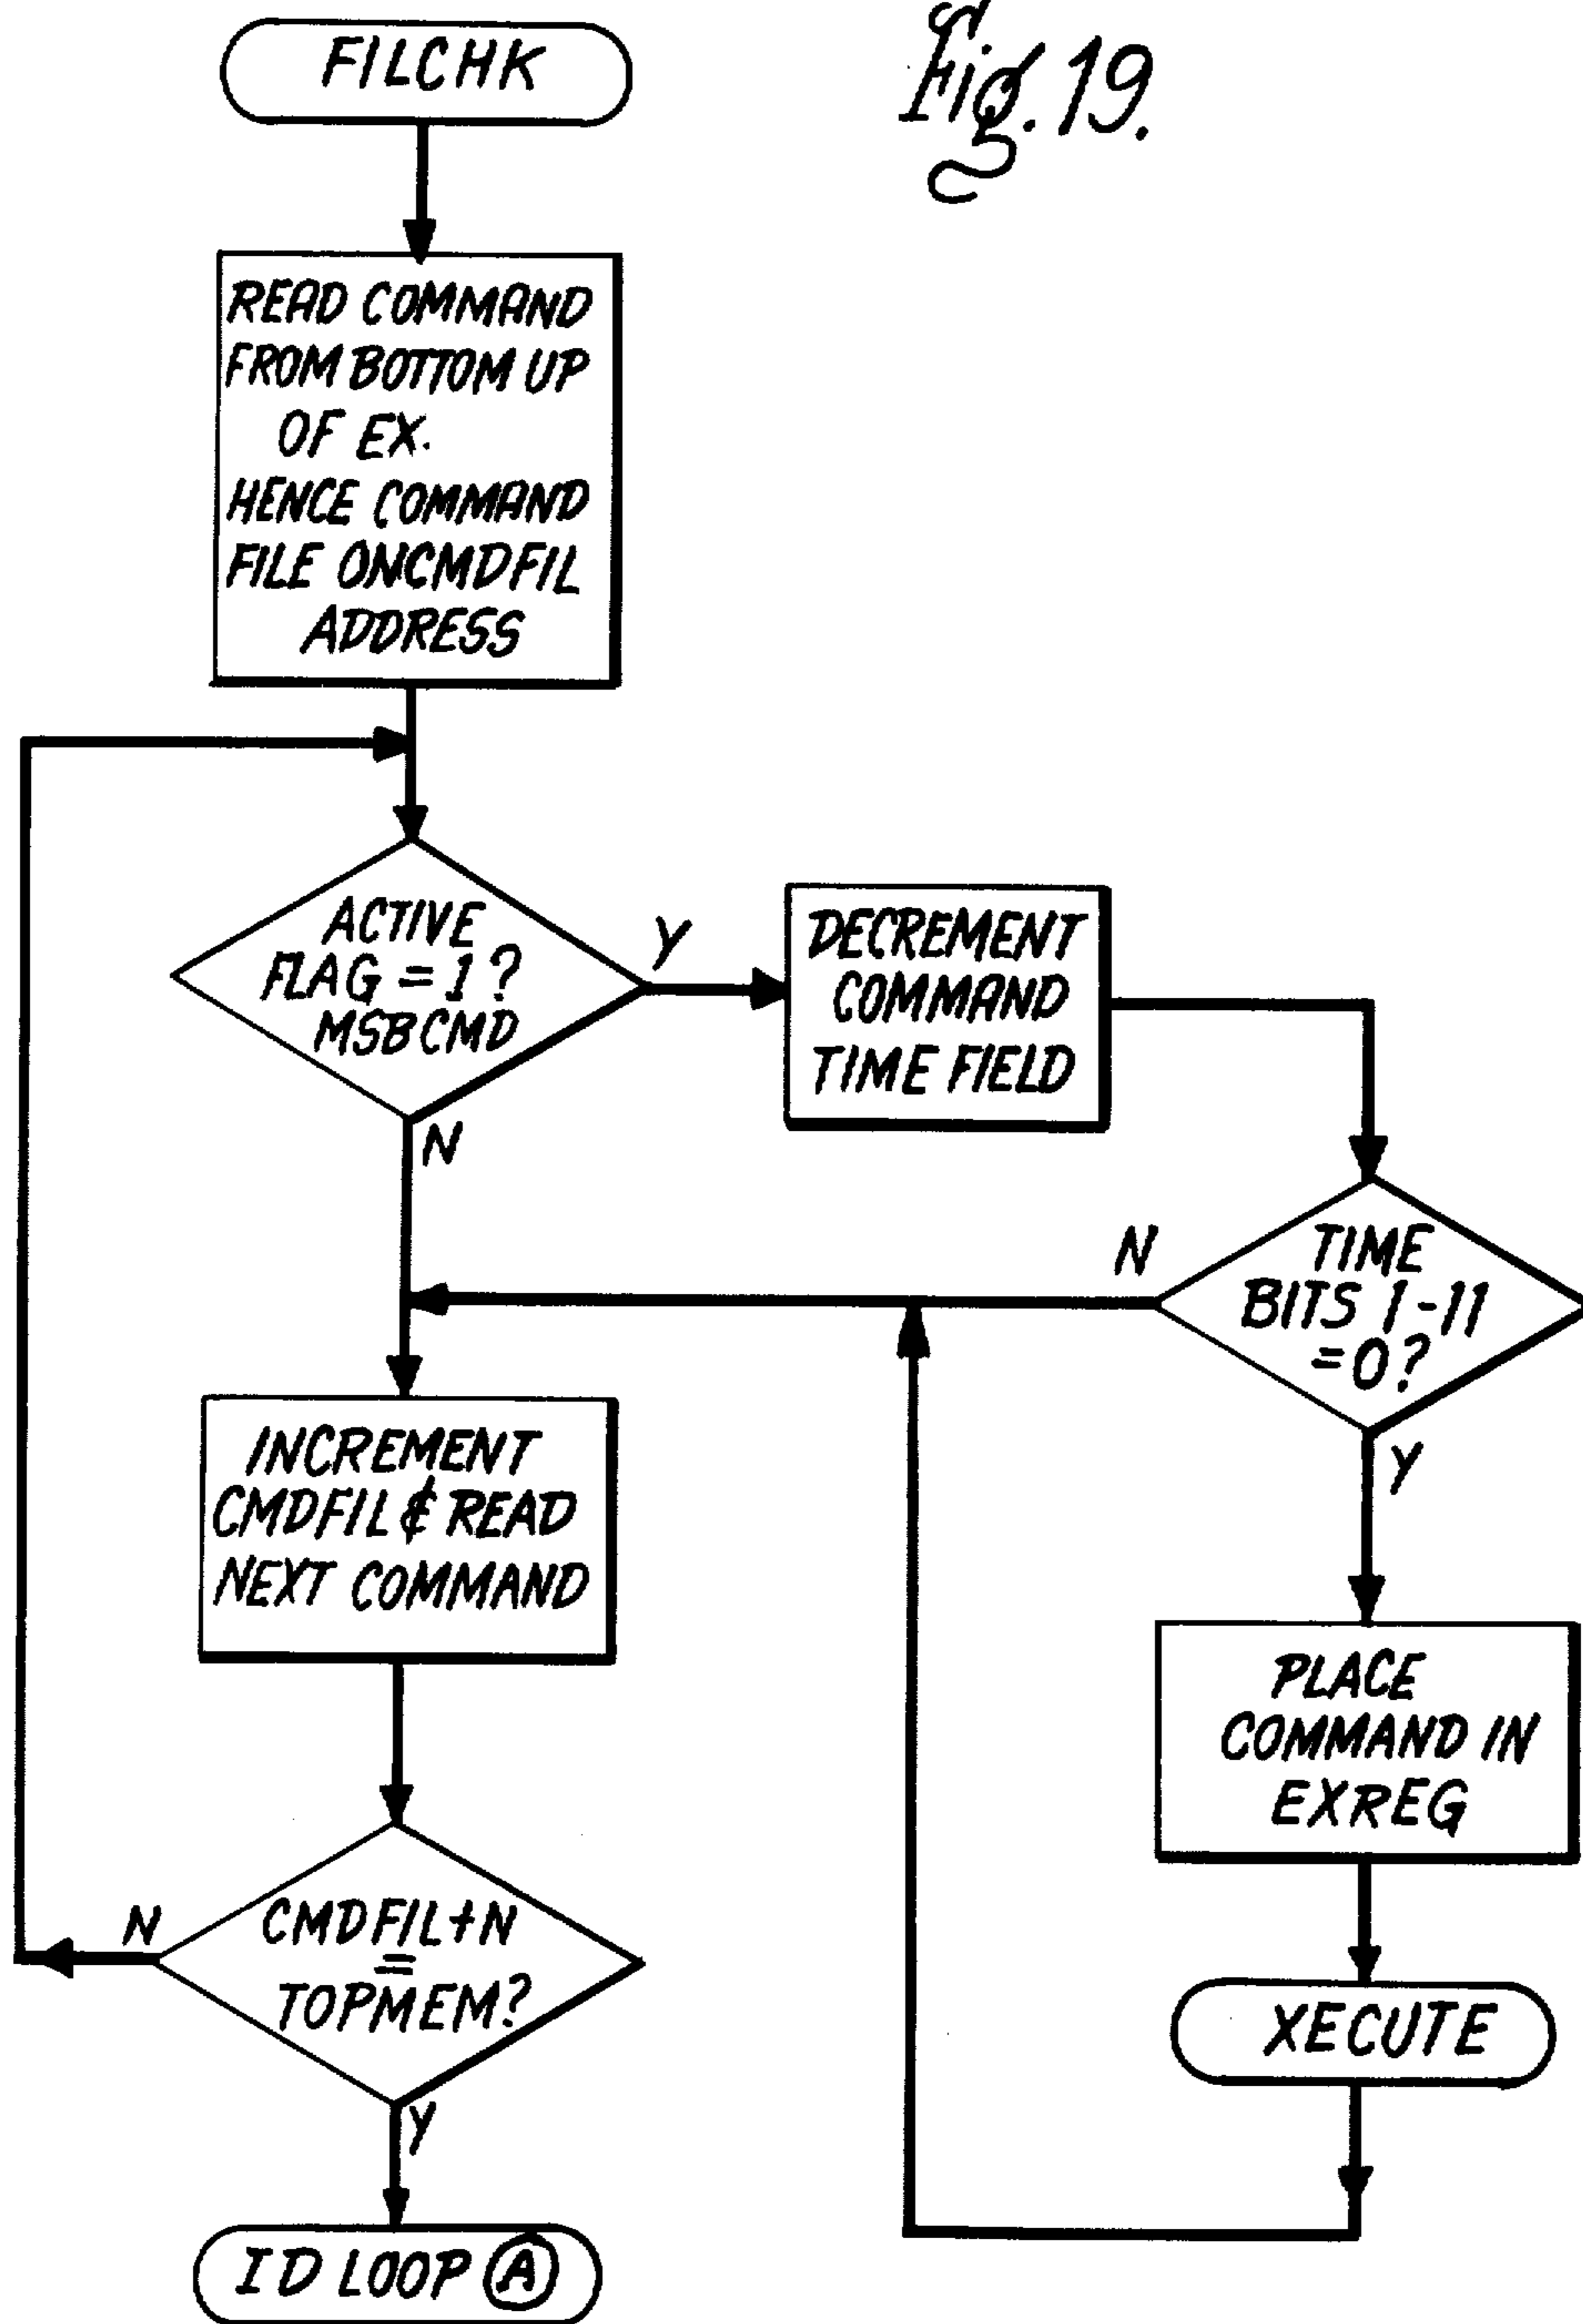 FILCHK
Fig. 19.
READ COMMAND
FROM BOTTOM UP
OF EX.
HENCE COMMAND
FILE ONCMDFIL
ADDRESS
ACTIVE
FLAG = 1 ?
MSB CMD
Y
N
DECREMENT
COMMAND
TIME FIELD
TIME
BITS 1-11
=0?
N
Y
INCREMENT
CMDFIL & READ
NEXT COMMAND
PLACE
COMMAND IN
EXREG
CMDFIL+N
=
TOPMEM?
N
Y
XECUTE
ID LOOP A